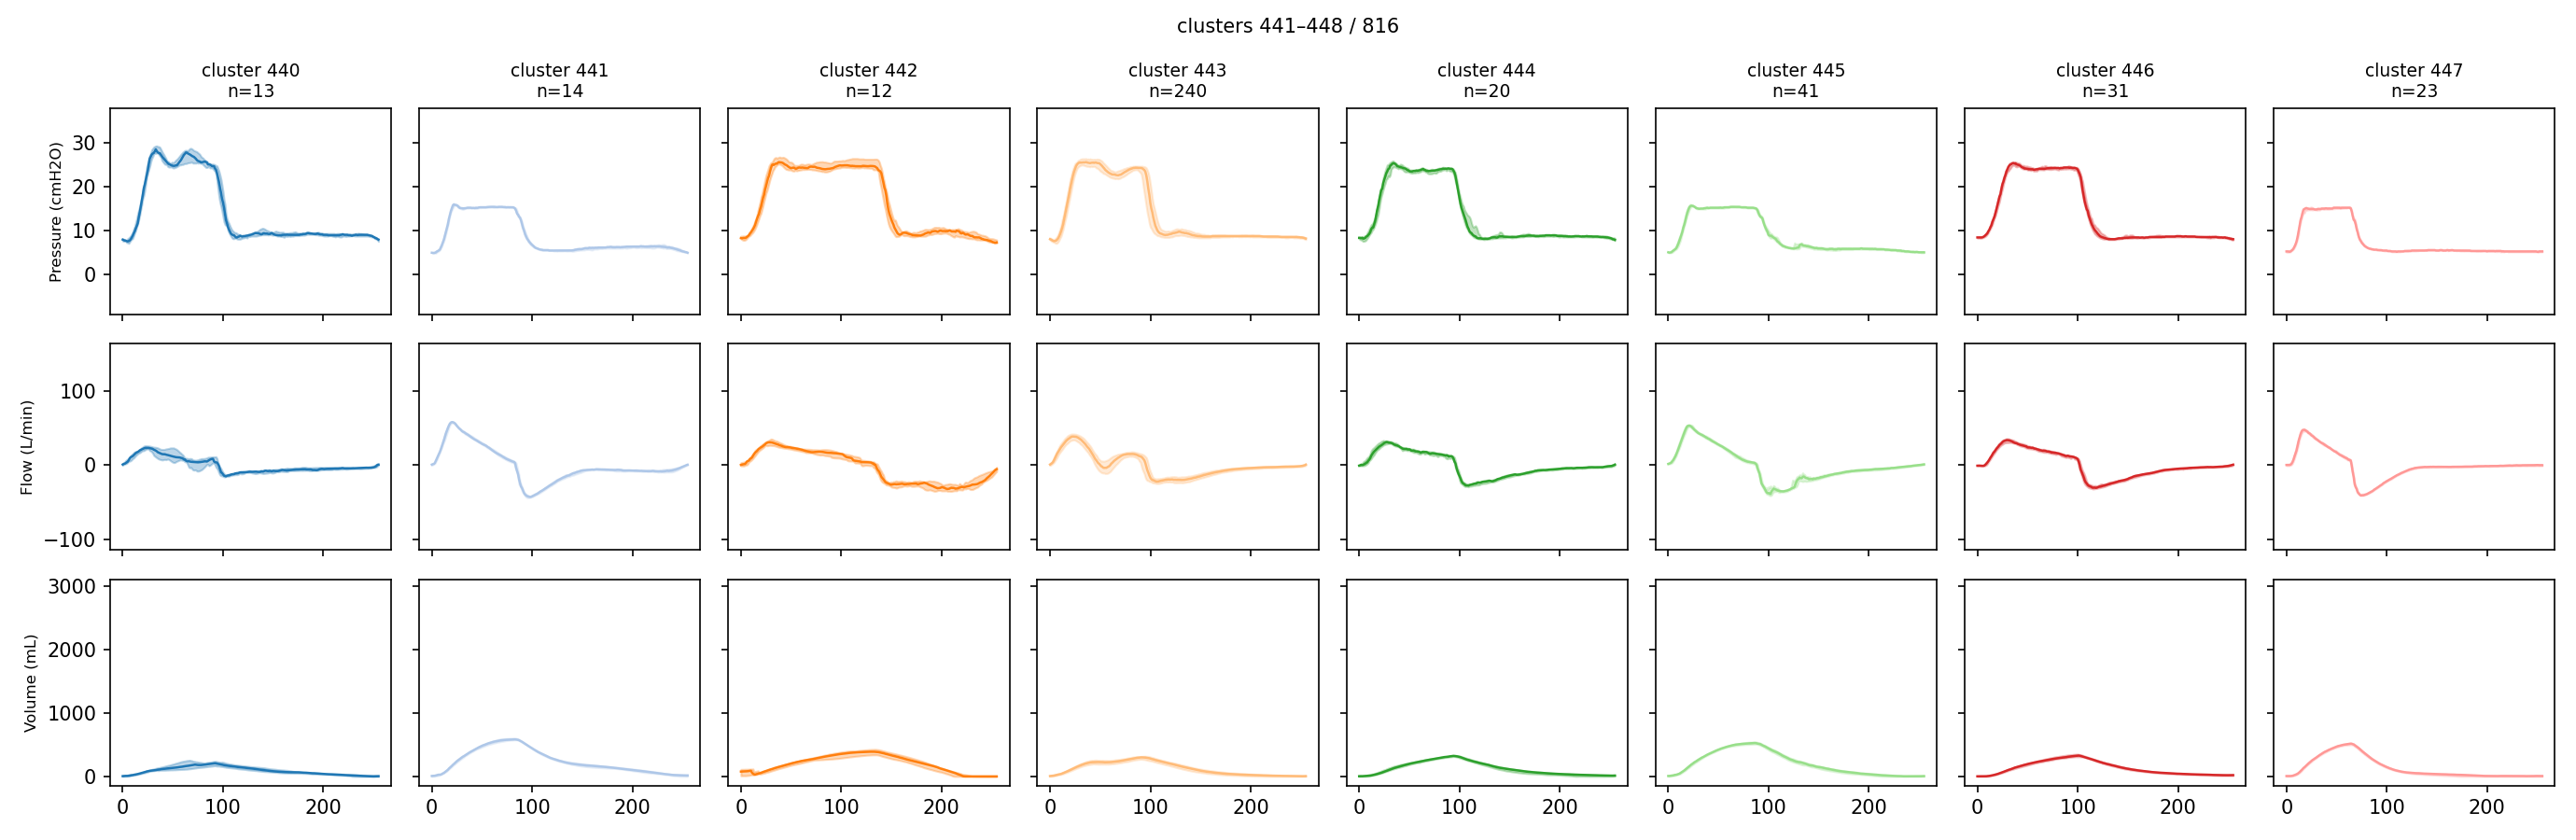 clusters 441–448 / 816
cluster 440
n=13
cluster 441
n=14
cluster 442
n=12
cluster 443
n=240
cluster 444
n=20
cluster 445
n=41
cluster 446
n=31
cluster 447
n=23
Pressure (cmH2O)
30
20
10
0
Flow (L/min)
100
0
−100
Volume (mL)
3000
2000
1000
0
0 100 200
0 100 200
0 100 200
0 100 200
0 100 200
0 100 200
0 100 200
0 100 200